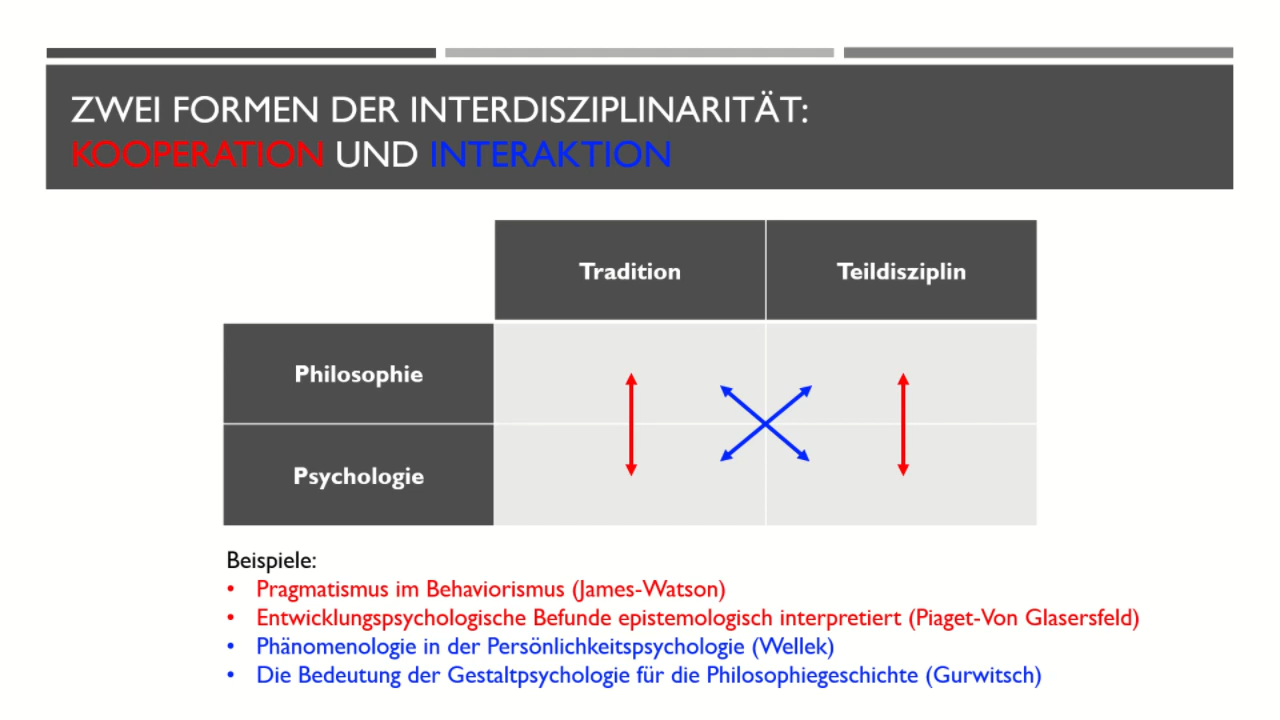 ZWEI FORMEN DER INTERDISZIPLINARITÄT:
KOOPERATION UND INTERAKTION
Tradition
Teildisziplin
Philosophie
Psychologie
Beispiele:
• Pragmatismus im Behaviorismus (James-Watson)
• Entwicklungspsychologische Befunde epistemologisch interpretiert (Piaget-Von Glasersfeld)
• Phänomenologie in der Persönlichkeitspsychologie (Wellek)
• Die Bedeutung der Gestaltpsychologie für die Philosophiegeschichte (Gurwitsch)